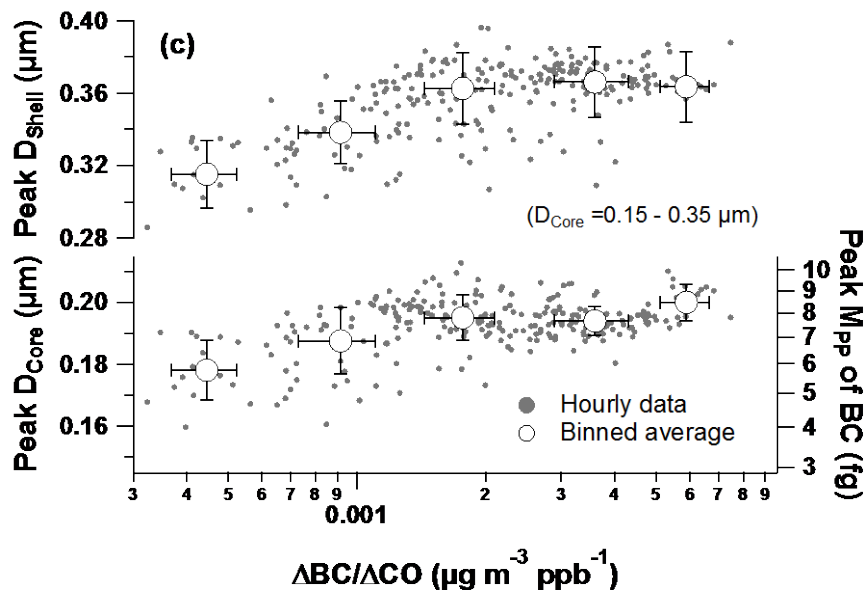 (c)
Peak D_Shell (µm)
0.40
0.36
0.32
0.28
(D_Core =0.15 - 0.35 µm)
Peak D_Core (µm)
0.20
0.18
0.16
Peak M_PP of BC (fg)
10
9
8
7
6
5
4
3
Hourly data
Binned average
3 4 5 6 7 8 9 2 3 4 5 6 7 8 9
0.001
ΔBC/ΔCO (µg m⁻³ ppb⁻¹)